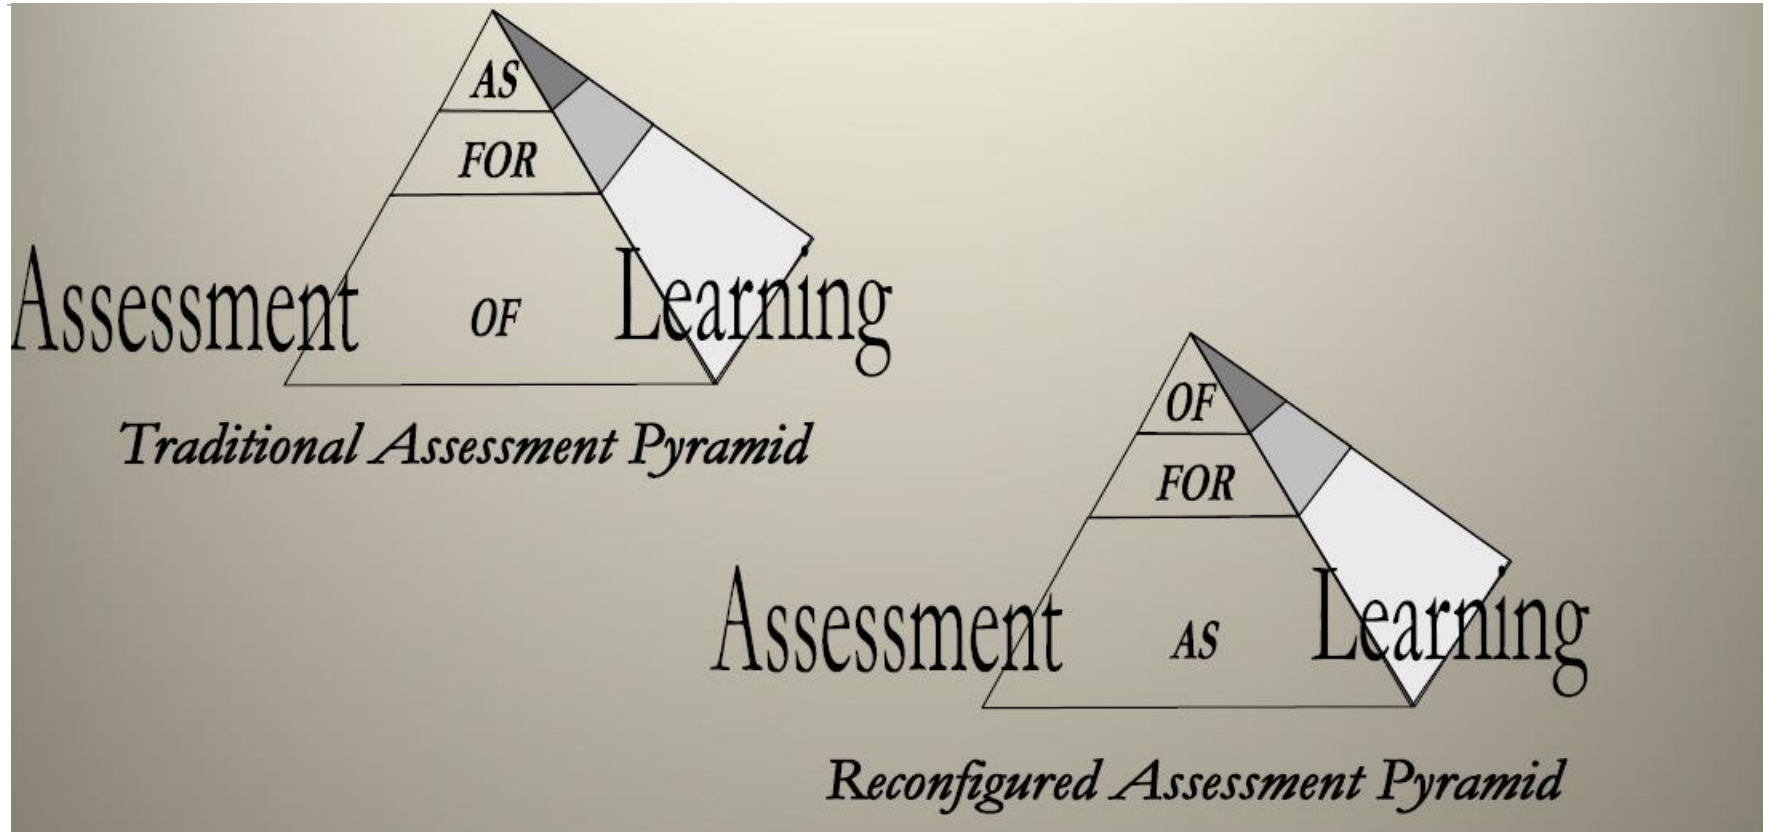 AS
FOR
Assessment OF Learning
Traditional Assessment Pyramid
OF
FOR
Assessment AS Learning
Reconfigured Assessment Pyramid